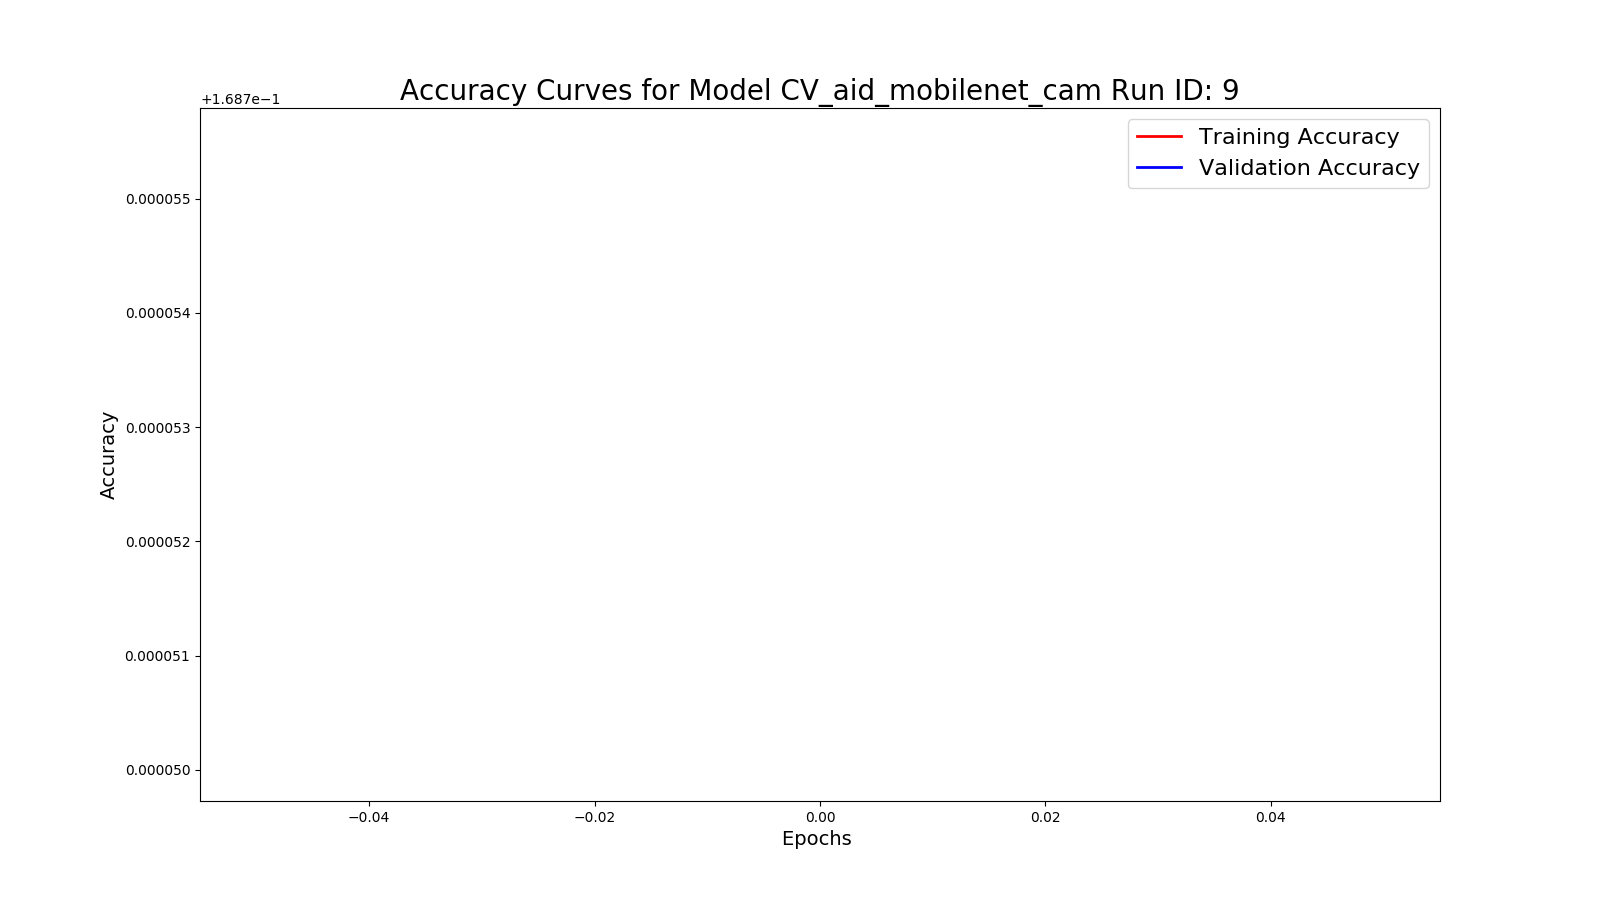 Accuracy Curves for Model CV_aid_mobilenet_cam Run ID: 9
+1.687e−1
Training Accuracy
Validation Accuracy
0.000055
0.000054
0.000053
0.000052
0.000051
0.000050
Accuracy
−0.04
−0.02
0.00
0.02
0.04
Epochs